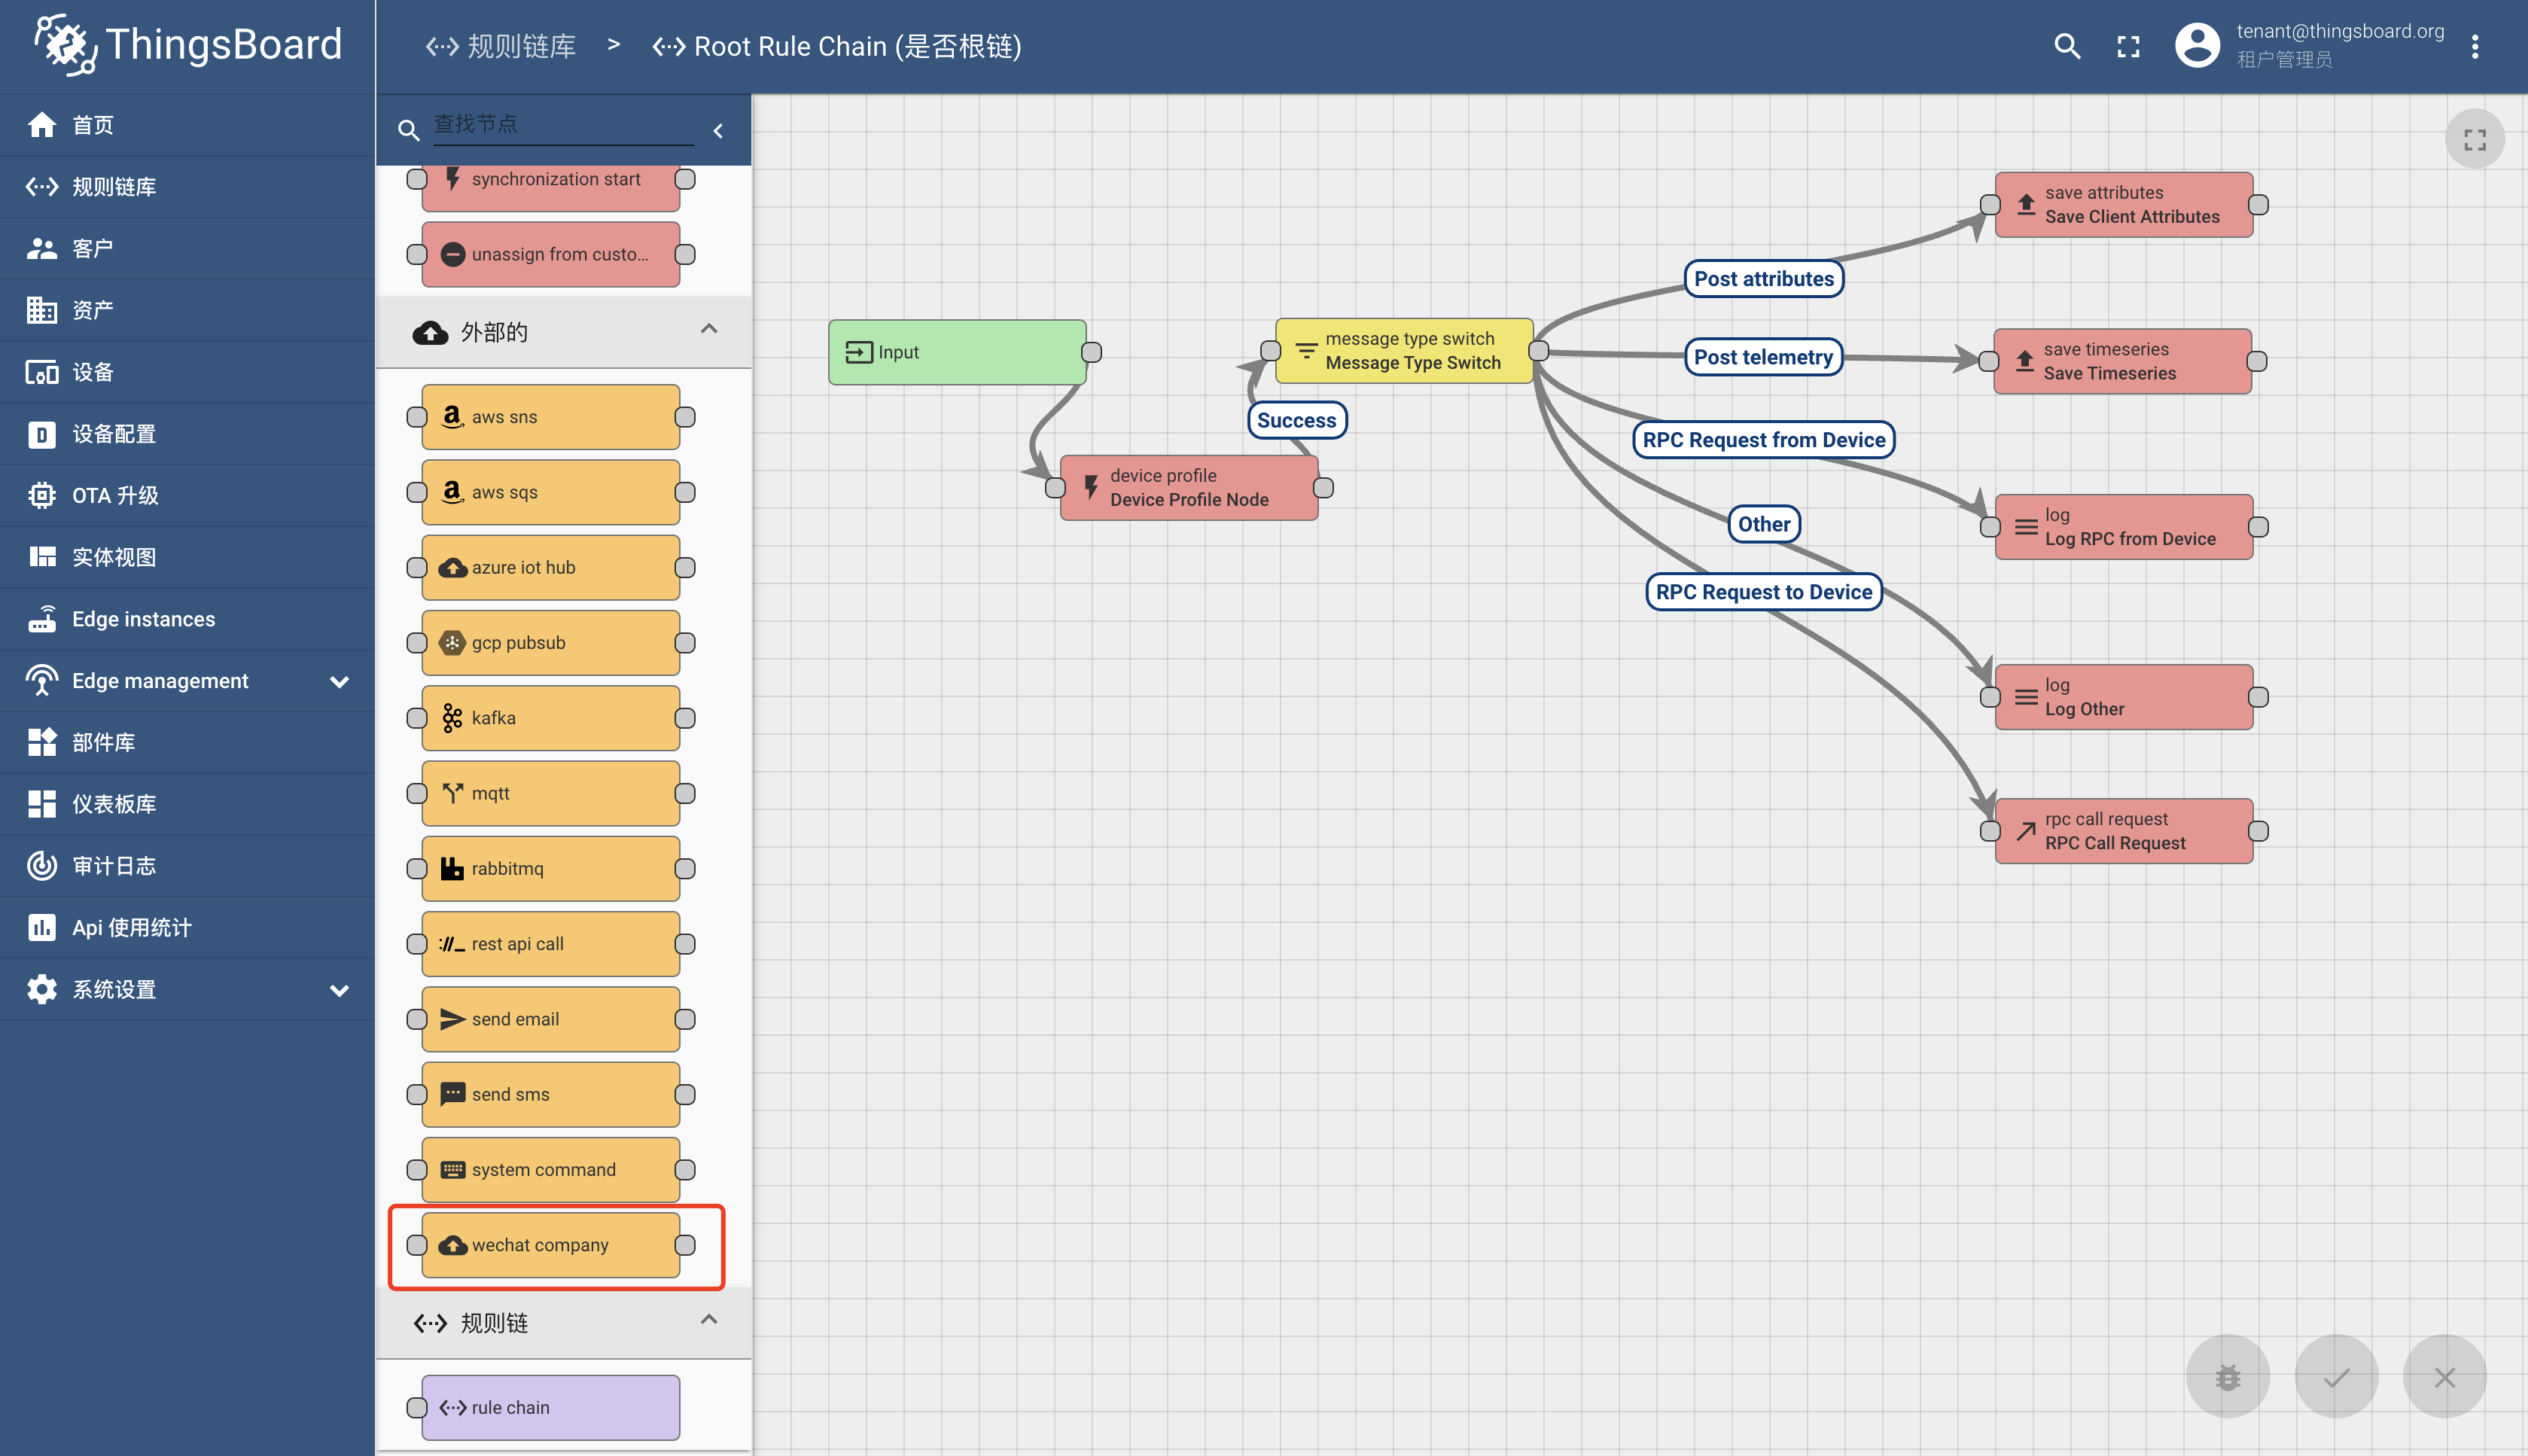 ThingsBoard
规则链库 > Root Rule Chain (是否根链)
tenant@thingsboard.org
租户管理员
首页
规则链库
客户
资产
设备
设备配置
OTA 升级
实体视图
Edge instances
Edge management
部件库
仪表板库
审计日志
Api 使用统计
系统设置
查找节点
synchronization start
unassign from custo...
外部的
aws sns
aws sqs
azure iot hub
gcp pubsub
kafka
mqtt
rabbitmq
rest api call
send email
send sms
system command
wechat company
规则链
rule chain
Input
device profile
Device Profile Node
Success
message type switch
Message Type Switch
Post attributes
Post telemetry
RPC Request from Device
Other
RPC Request to Device
save attributes
Save Client Attributes
save timeseries
Save Timeseries
log
Log RPC from Device
log
Log Other
rpc call request
RPC Call Request